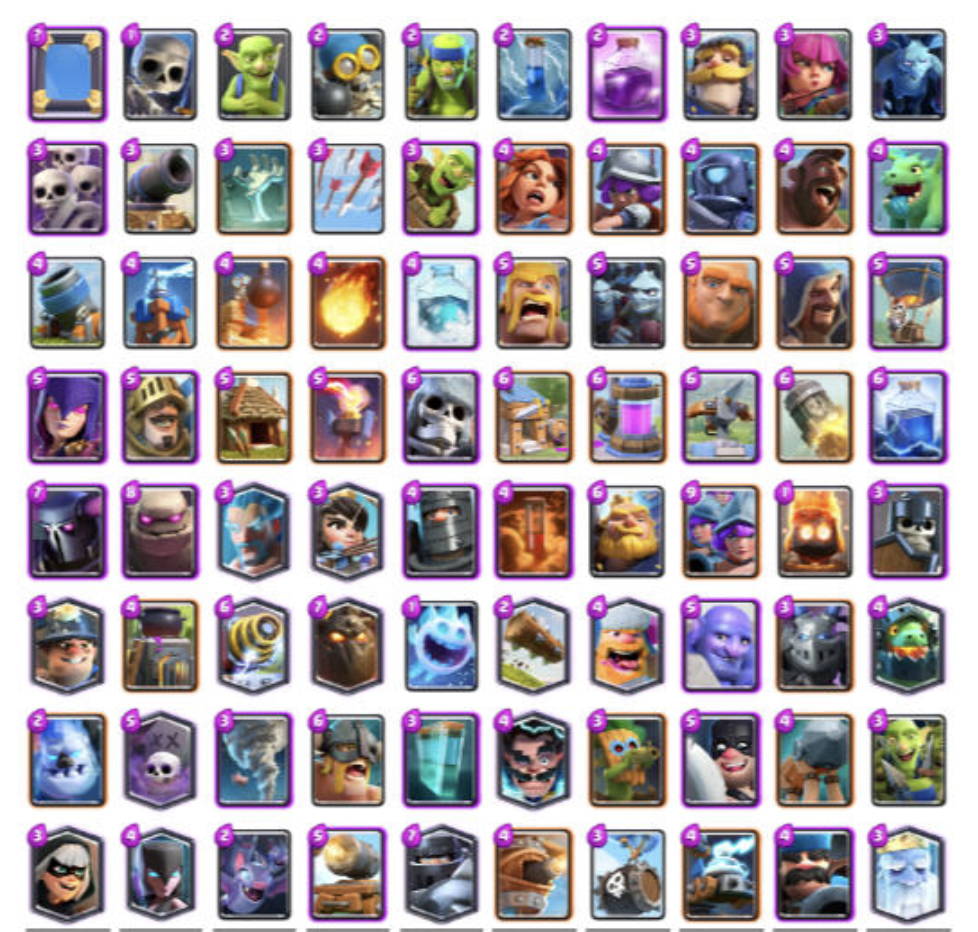 ? 1 2 2 2 2 2 3 3 3
3 3 3 3 3 4 4 4 4 4
4 4 4 4 4 5 5 5 5 5
5 5 5 5 6 6 6 6 6 6
7 8 3 3 4 4 6 9 1 3
3 4 6 7 1 2 4 5 3 4
2 5 3 6 3 4 3 5 4 3
3 4 2 5 7 4 3 4 4 3